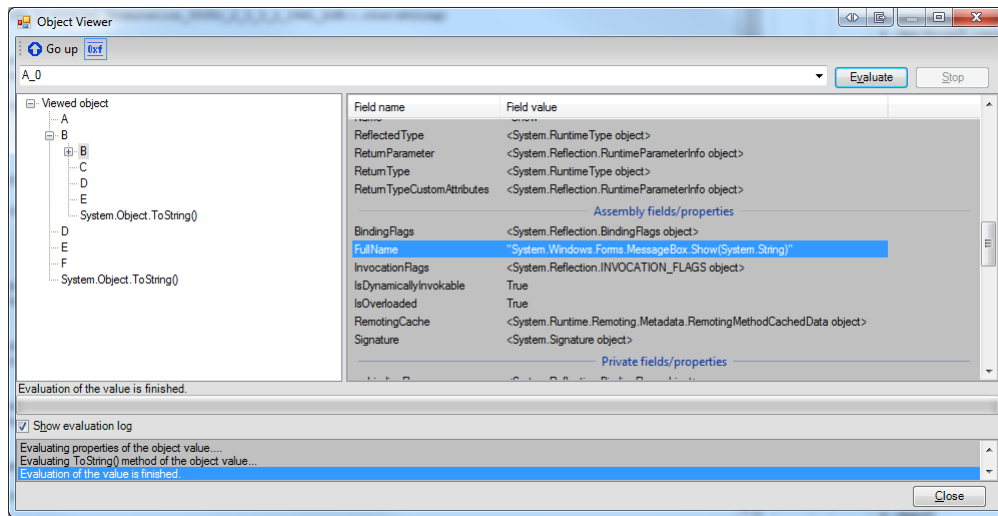 Object Viewer
Go up 0xf
A_0
Evaluate Stop
Viewed object
A
B
B
C
D
E
System.Object.ToString()
D
E
F
System.Object.ToString()
Field name Field value
ReflectedType <System.RuntimeType object>
ReturnParameter <System.Reflection.RuntimeParameterInfo object>
ReturnType <System.RuntimeType object>
ReturnTypeCustomAttributes <System.Reflection.RuntimeParameterInfo object>
Assembly fields/properties
BindingFlags <System.Reflection.BindingFlags object>
FullName "System.Windows.Forms.MessageBox.Show(System.String)"
InvocationFlags <System.Reflection.INVOCATION_FLAGS object>
IsDynamicallyInvokable True
IsOverloaded True
RemotingCache <System.Runtime.Remoting.Metadata.RemotingMethodCachedData object>
Signature <System.Signature object>
Private fields/properties
Evaluation of the value is finished.
Show evaluation log
Evaluating properties of the object value....
Evaluating ToString() method of the object value...
Evaluation of the value is finished.
Close